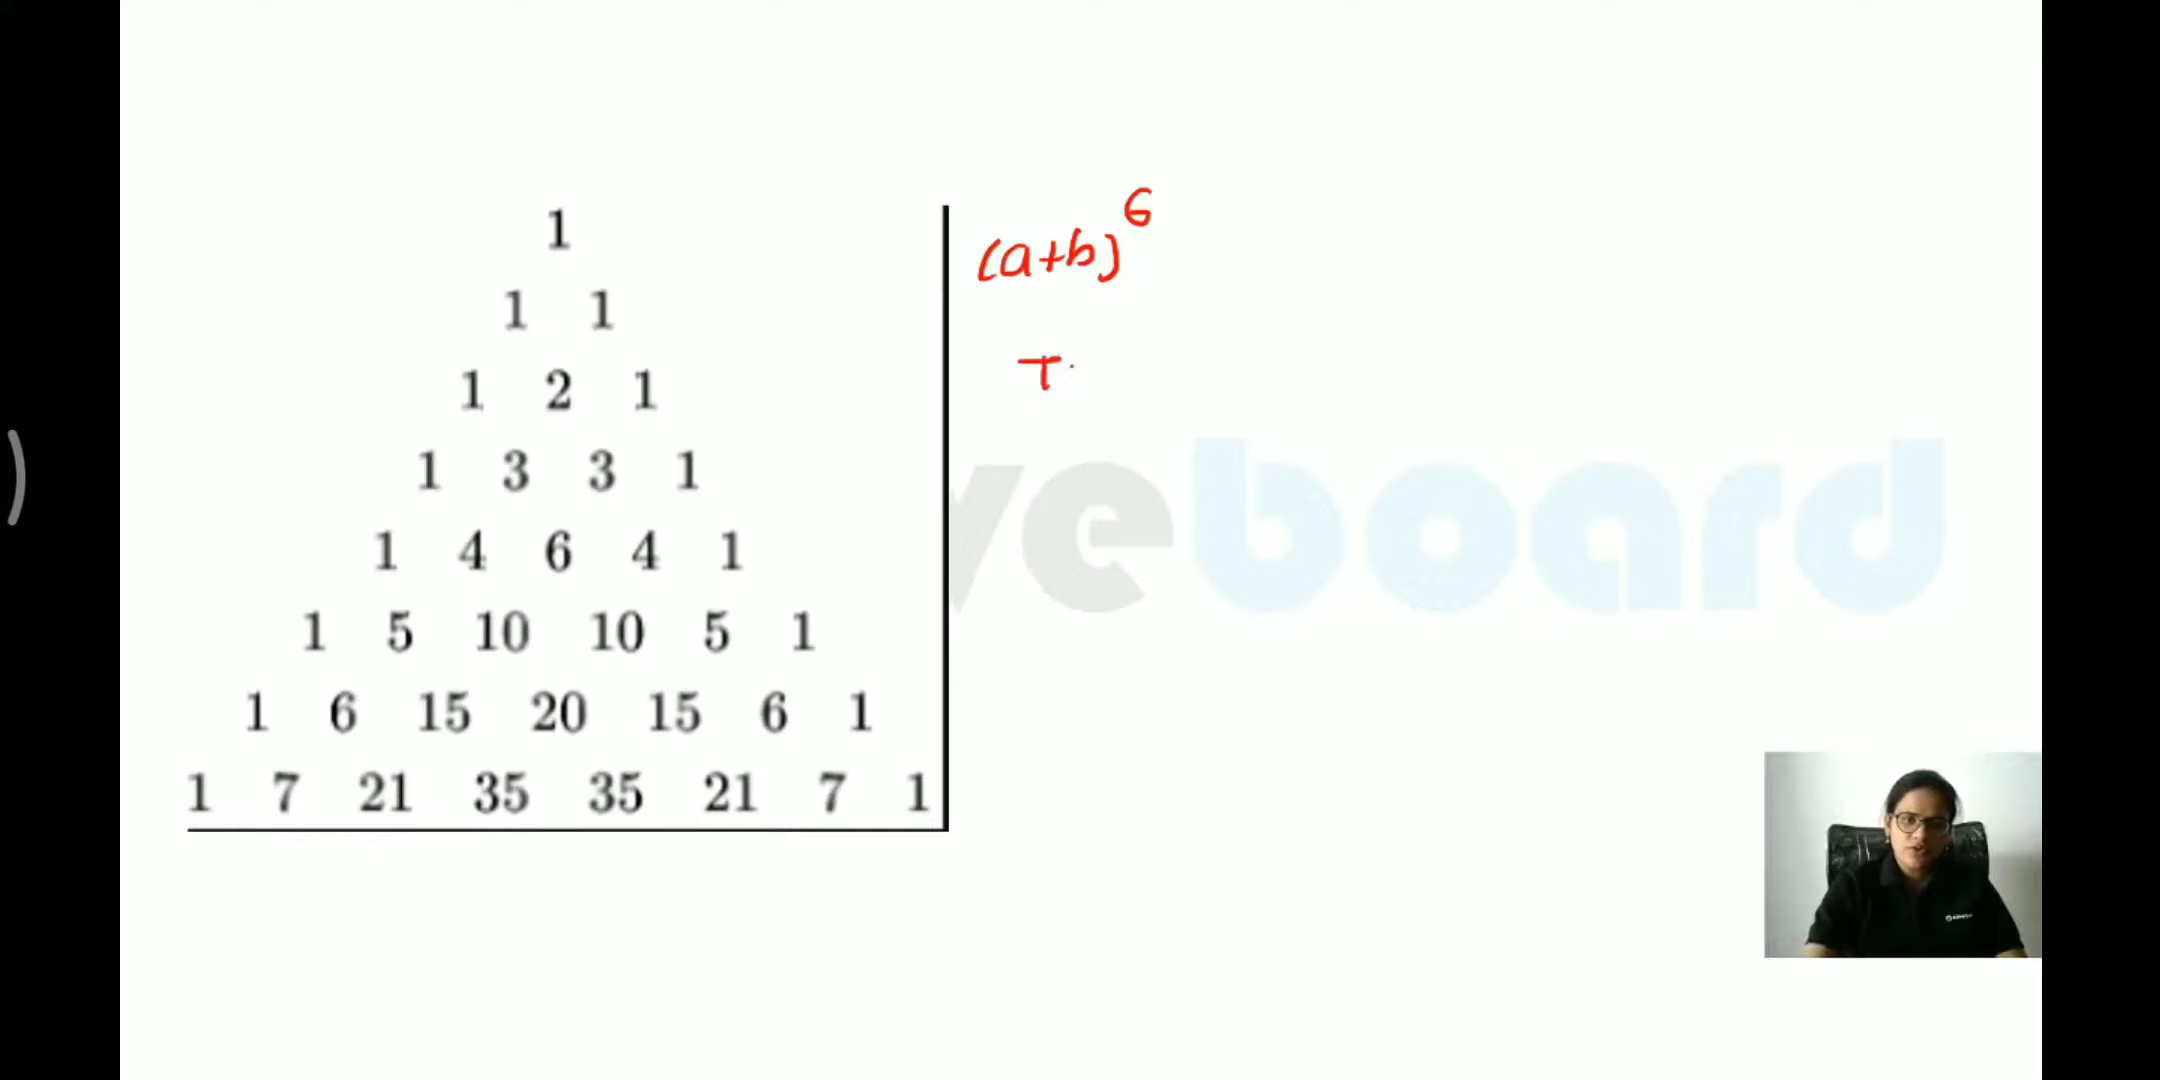 1
1 1
1 2 1
1 3 3 1
1 4 6 4 1
1 5 10 10 5 1
1 6 15 20 15 6 1
1 7 21 35 35 21 7 1
(a+b)^6
T.
veboard